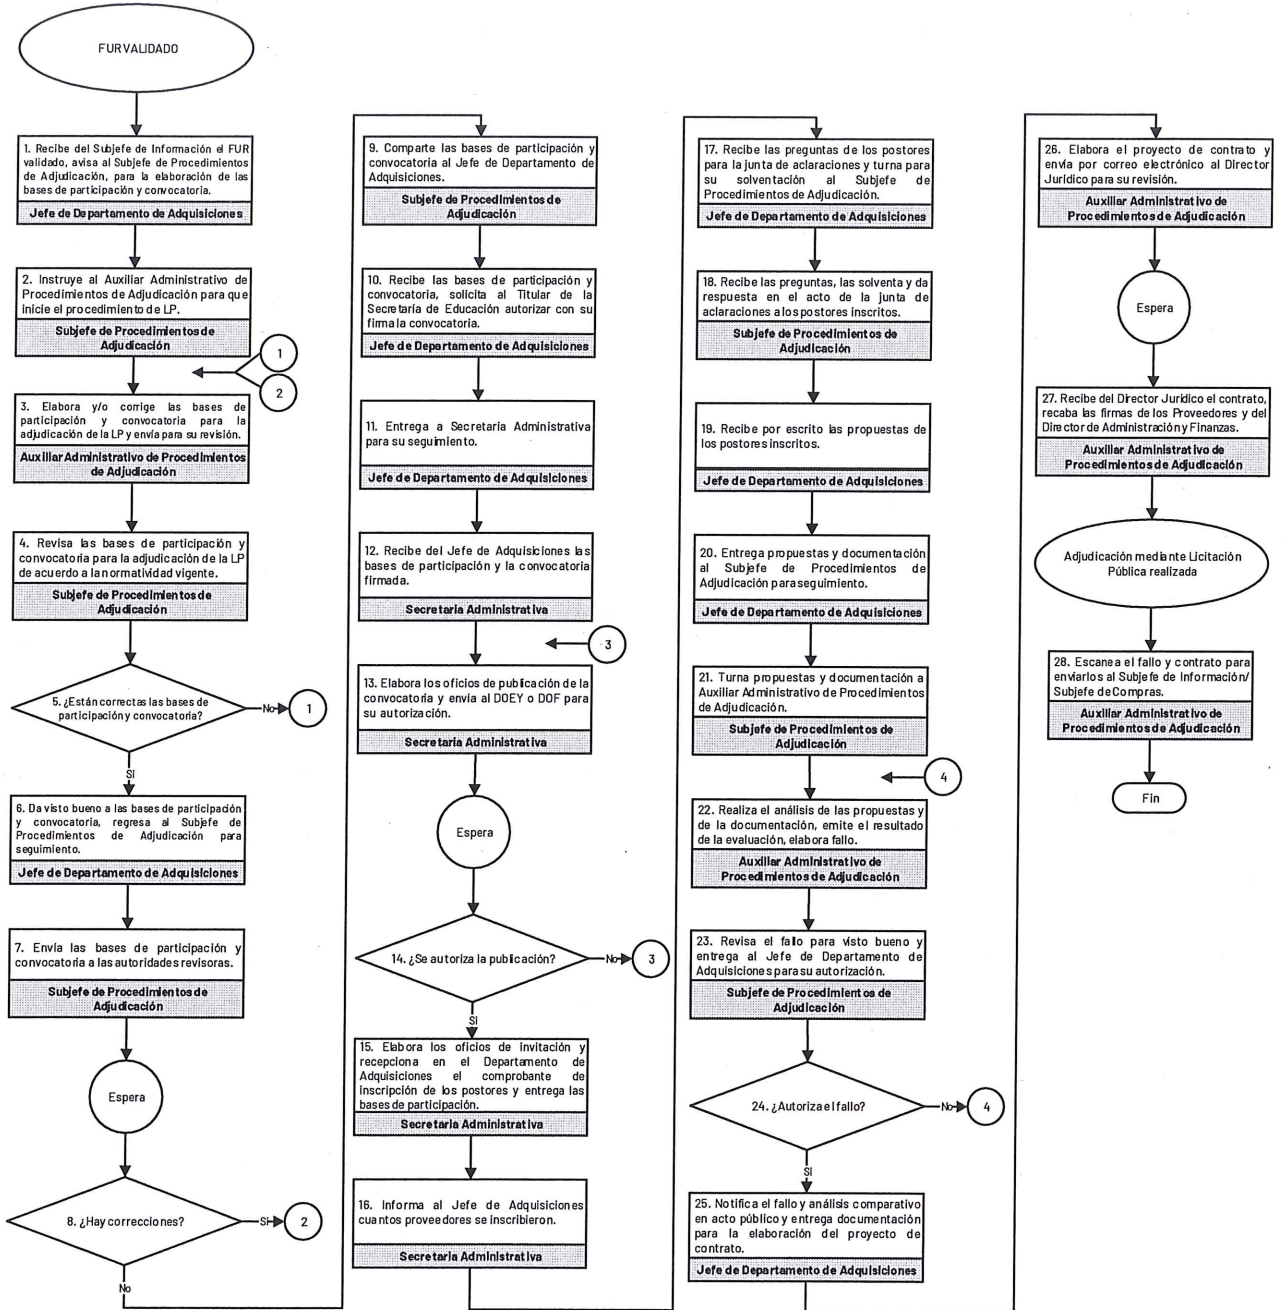 FUR VALIDADO
1. Recibe del Subjefe de Información el FUR
validado, avisa al Subjefe de Procedimientos
de Adjudicación, para la elaboración de las
bases de participación y convocatoria.
Jefe de Departamento de Adquisiciones
2. Instruye al Auxiliar Administrativo de
Procedimientos de Adjudicación para que
inicie el procedimiento de LP.
Subjefe de Procedimientos de
Adjudicación
1
2
3. Elabora y/o corrige las bases de
participación y convocatoria para la
adjudicación de la LP y envía para su revisión.
Auxiliar Administrativo de Procedimientos
de Adjudicación
4. Revisa las bases de participación y
convocatoria para la adjudicación de la LP
de acuerdo a la normatividad vigente.
Subjefe de Procedimientos de
Adjudicación
5. ¿Están correctas las bases de
participación y convocatoria?
No
1
Si
6. Da visto bueno a las bases de participación
y convocatoria, regresa al Subjefe de
Procedimientos de Adjudicación para
seguimiento.
Jefe de Departamento de Adquisiciones
7. Envía las bases de participación y
convocatoria a las autoridades revisoras.
Subjefe de Procedimientos de
Adjudicación
Espera
8. ¿Hay correcciones?
Si
2
No
9. Comparte las bases de participación y
convocatoria al Jefe de Departamento de
Adquisiciones.
Subjefe de Procedimientos de
Adjudicación
10. Recibe las bases de participación y
convocatoria, solicita al Titular de la
Secretaría de Educación autorizar con su
firma la convocatoria.
Jefe de Departamento de Adquisiciones
11. Entrega a Secretaria Administrativa
para su seguimiento.
Jefe de Departamento de Adquisiciones
12. Recibe del Jefe de Adquisiciones las
bases de participación y la convocatoria
firmada.
Secretaria Administrativa
3
13. Elabora los oficios de publicación de la
convocatoria y envía al DOEY o DOF para
su autorización.
Secretaria Administrativa
Espera
14. ¿Se autoriza la publicación?
No
3
Si
15. Elabora los oficios de invitación y
recepciona en el Departamento de
Adquisiciones el comprobante de
inscripción de los postores y entrega las
bases de participación.
Secretaria Administrativa
16. Informa al Jefe de Adquisiciones
cuantos proveedores se inscribieron.
Secretaria Administrativa
17. Recibe las preguntas de los postores
para la junta de aclaraciones y turna para
su solventación al Subjefe de
Procedimientos de Adjudicación.
Jefe de Departamento de Adquisiciones
18. Recibe las preguntas, las solventa y da
respuesta en el acto de la junta de
aclaraciones a los postores inscritos.
Subjefe de Procedimientos de
Adjudicación
19. Recibe por escrito las propuestas de
los postores inscritos.
Jefe de Departamento de Adquisiciones
20. Entrega propuestas y documentación
al Subjefe de Procedimientos de
Adjudicación para seguimiento.
Jefe de Departamento de Adquisiciones
21. Turna propuestas y documentación a
Auxiliar Administrativo de Procedimientos
de Adjudicación.
Subjefe de Procedimientos de
Adjudicación
4
22. Realiza el análisis de las propuestas y
de la documentación, emite el resultado
de la evaluación, elabora fallo.
Auxiliar Administrativo de
Procedimientos de Adjudicación
23. Revisa el fallo para visto bueno y
entrega al Jefe de Departamento de
Adquisiciones para su autorización.
Subjefe de Procedimientos de
Adjudicación
24. ¿Autoriza el fallo?
No
4
Si
25. Notifica el fallo y análisis comparativo
en acto público y entrega documentación
para la elaboración del proyecto de
contrato.
Jefe de Departamento de Adquisiciones
26. Elabora el proyecto de contrato y
envía por correo electrónico al Director
Jurídico para su revisión.
Auxiliar Administrativo de
Procedimientos de Adjudicación
Espera
27. Recibe del Director Jurídico el contrato,
recaba las firmas de los Proveedores y del
Director de Administración y Finanzas.
Auxiliar Administrativo de
Procedimientos de Adjudicación
Adjudicación mediante Licitación
Pública realizada
28. Escanea el fallo y contrato para
enviarlos al Subjefe de Información/
Subjefe de Compras.
Auxiliar Administrativo de
Procedimientos de Adjudicación
Fin